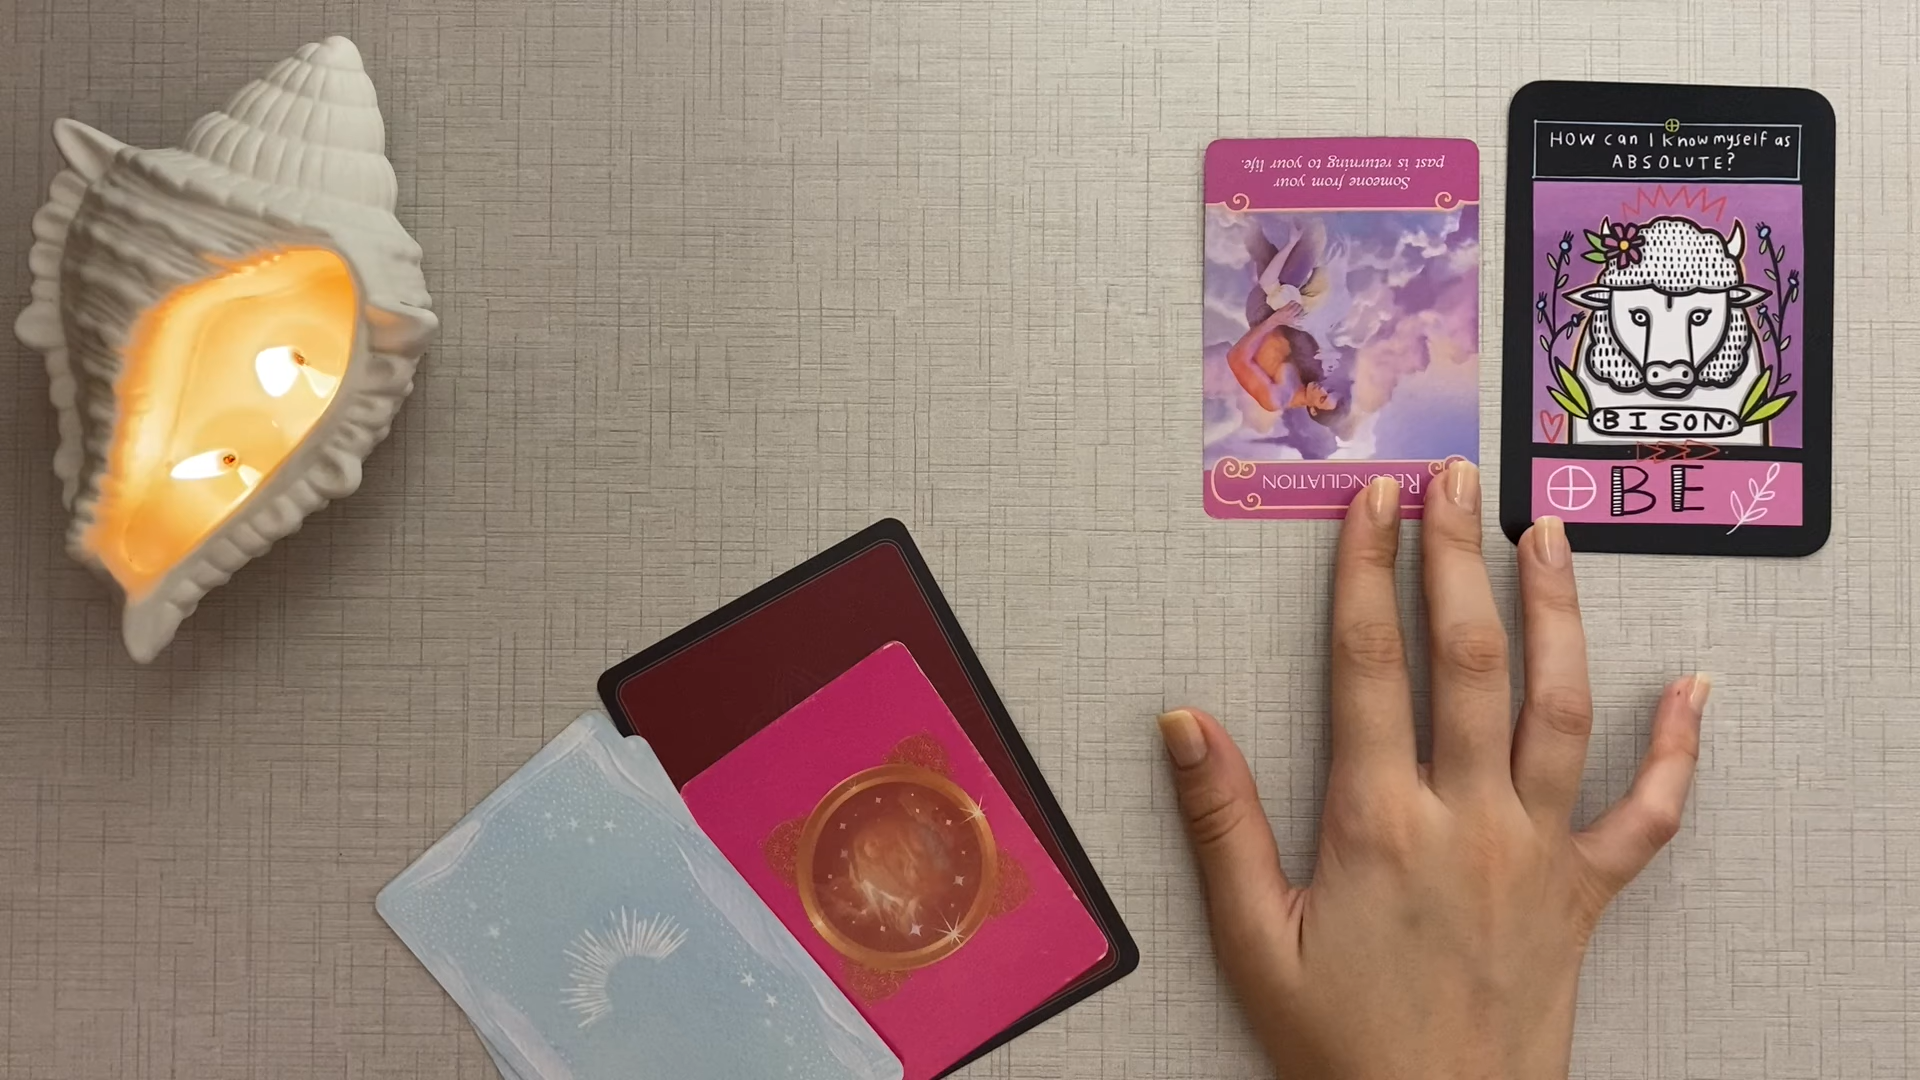 Someone from your
past is returning to your life.
RECONCILIATION
HOW can I know myself as
ABSOLUTE?
BISON
BE